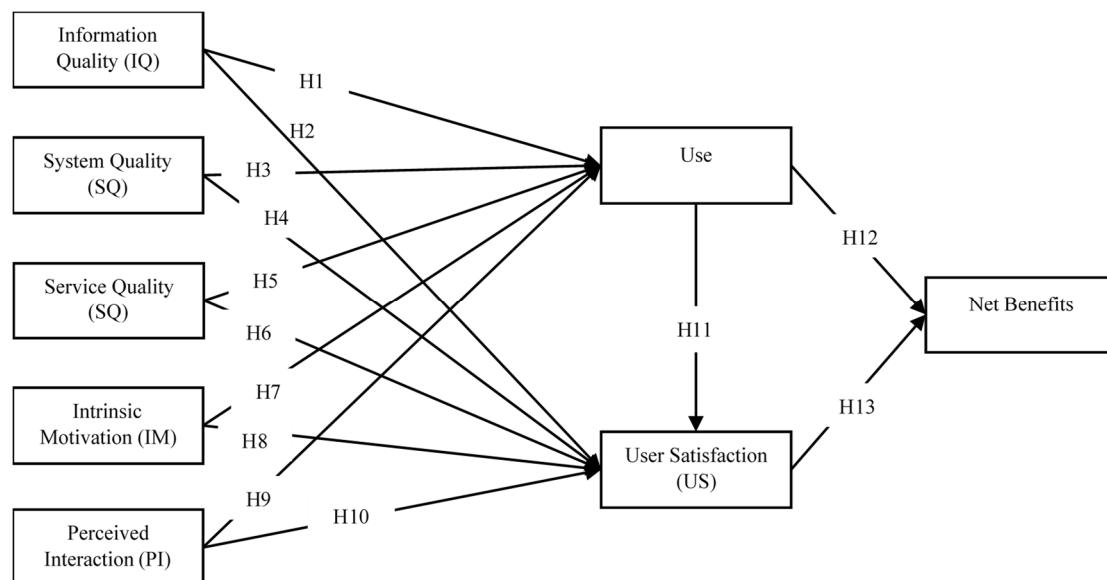 Information
Quality (IQ)
H1
H2
System Quality
(SQ)
H3
H4
Use
Service Quality
(SQ)
H5
H6
H12
Net Benefits
H11
Intrinsic
Motivation (IM)
H7
H8
H13
User Satisfaction
(US)
Perceived
Interaction (PI)
H9
H10